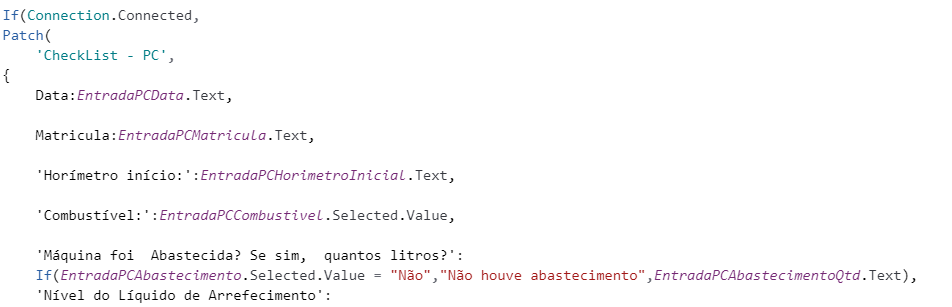 If(Connection.Connected,
Patch(
'CheckList - PC',
{
Data:EntradaPCData.Text,
Matricula:EntradaPCMatricula.Text,
'Horímetro início:':EntradaPCHorimetroInicial.Text,
'Combustível:':EntradaPCCombustivel.Selected.Value,
'Máquina foi  Abastecida? Se sim,  quantos litros?':
If(EntradaPCAbastecimento.Selected.Value = "Não","Não houve abastecimento",EntradaPCAbastecimentoQtd.Text),
'Nível do Líquido de Arrefecimento':